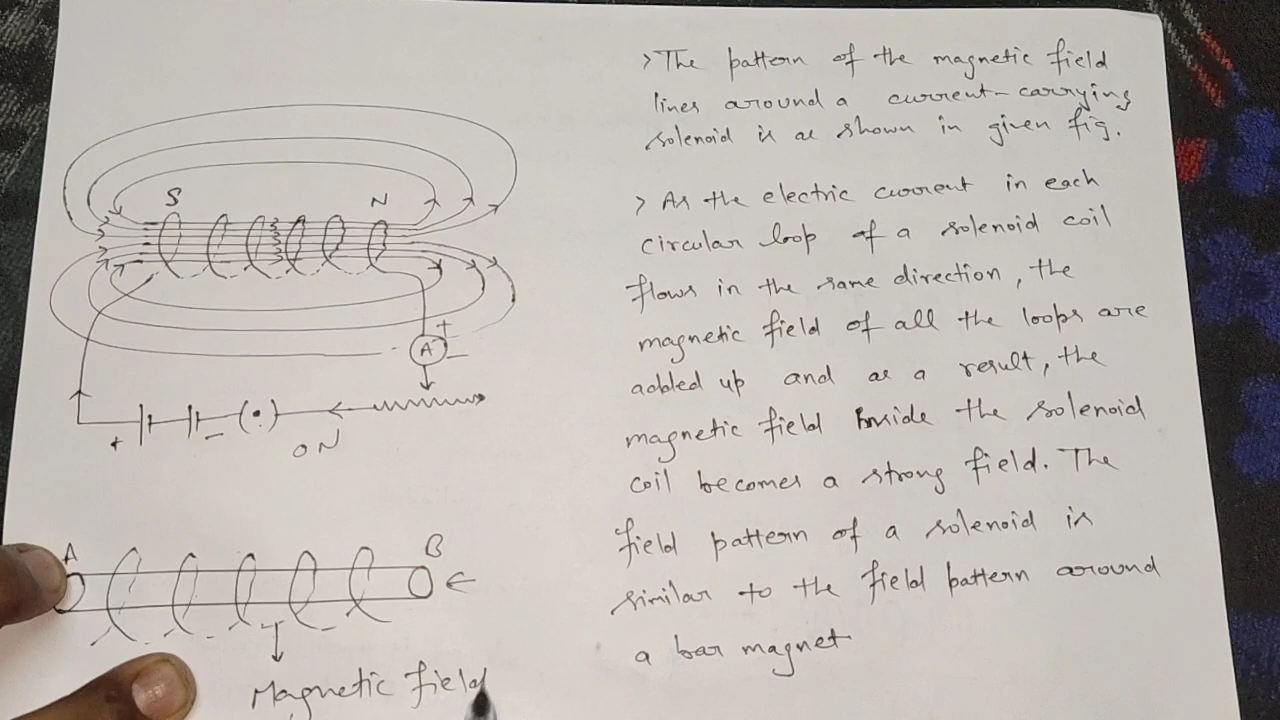 S
N
+
A
-
+
-
ON
A
B
Magnetic field
> The pattern of the magnetic field
lines around a current-carrying
solenoid is as shown in given fig.
> As the electric current in each
circular loop of a solenoid coil
flows in the same direction, the
magnetic field of all the loops are
added up and as a result, the
magnetic field inside the solenoid
coil becomes a strong field. The
field pattern of a solenoid is
similar to the field pattern around
a bar magnet